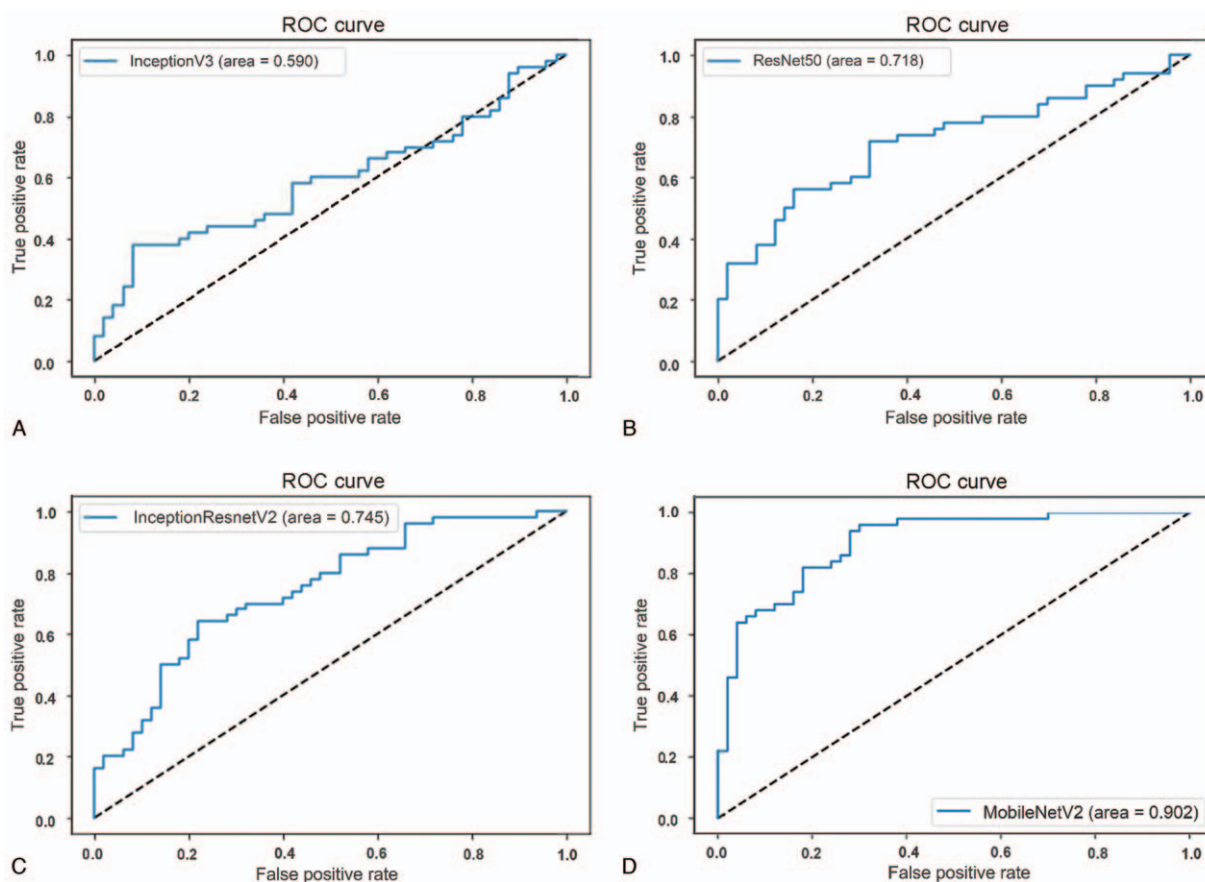 ROC curve
InceptionV3 (area = 0.590)
1.0
0.8
0.6
0.4
0.2
0.0
True positive rate
0.0 0.2 0.4 0.6 0.8 1.0
False positive rate
A
ROC curve
ResNet50 (area = 0.718)
1.0
0.8
0.6
0.4
0.2
0.0
True positive rate
0.0 0.2 0.4 0.6 0.8 1.0
False positive rate
B
ROC curve
InceptionResnetV2 (area = 0.745)
1.0
0.8
0.6
0.4
0.2
0.0
True positive rate
0.0 0.2 0.4 0.6 0.8 1.0
False positive rate
C
ROC curve
1.0
0.8
0.6
0.4
0.2
0.0
True positive rate
MobileNetV2 (area = 0.902)
0.0 0.2 0.4 0.6 0.8 1.0
False positive rate
D